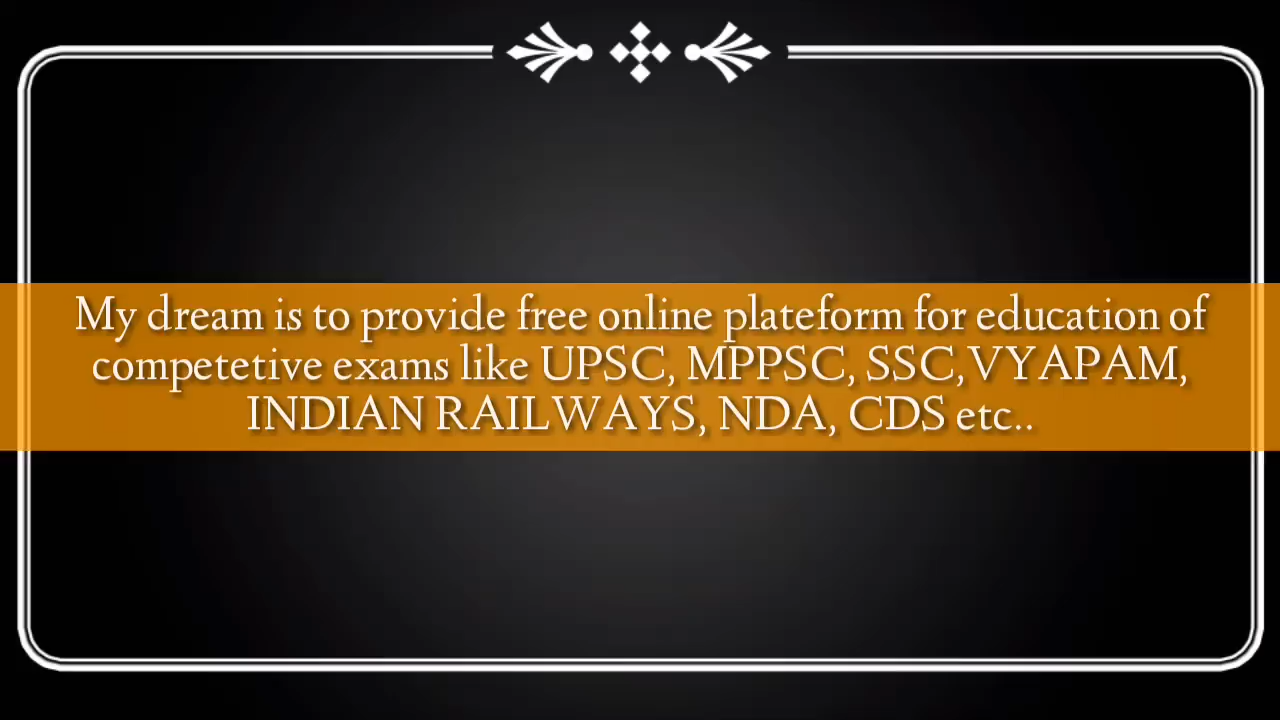 My dream is to provide free online plateform for education of
competetive exams like UPSC, MPPSC, SSC,VYAPAM,
INDIAN RAILWAYS, NDA, CDS etc..